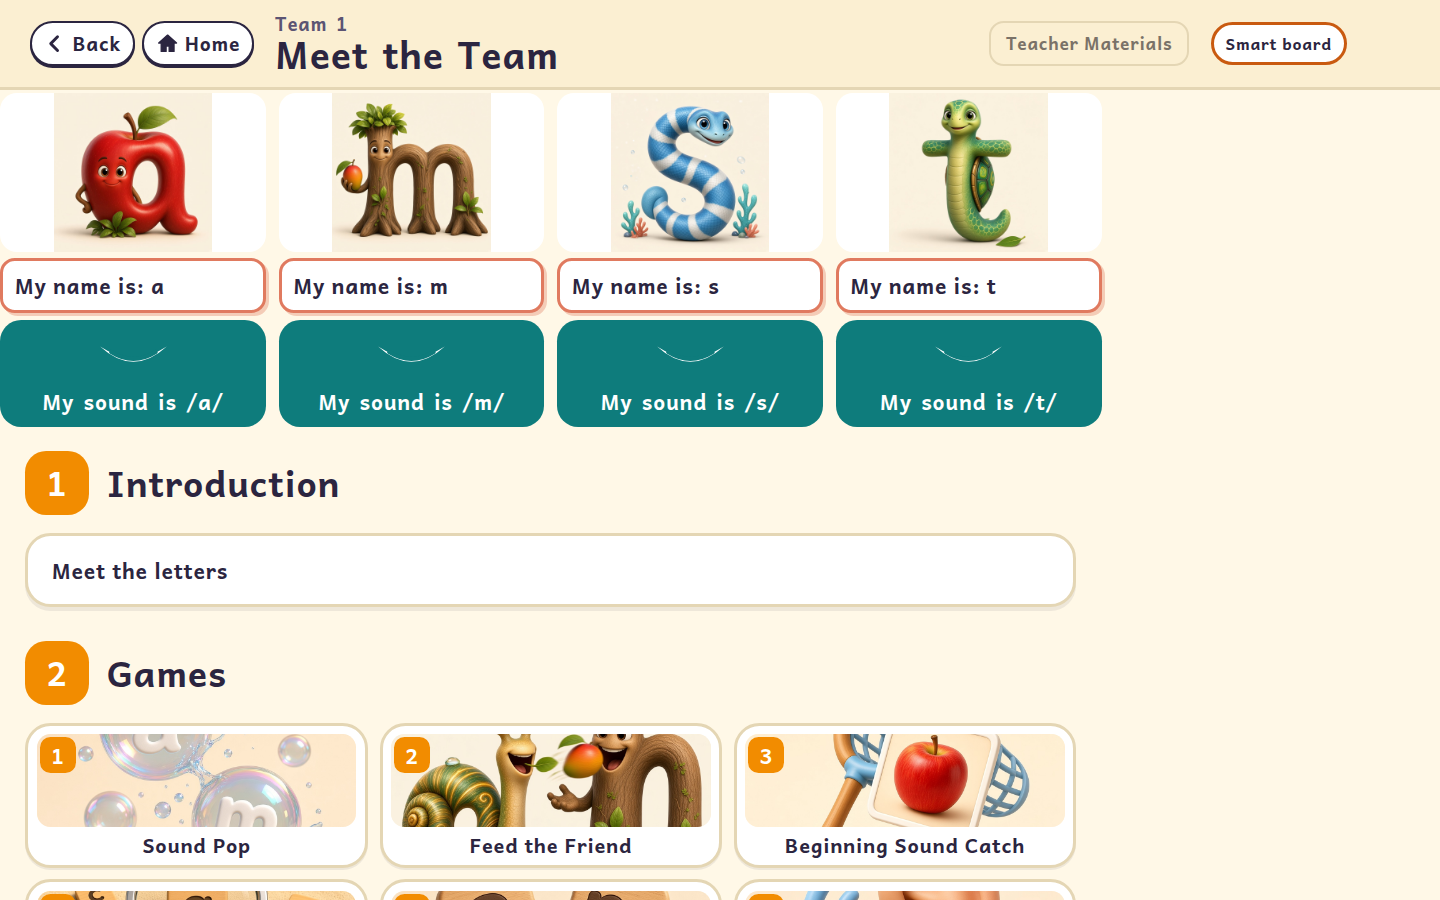 Back
Home
Team 1
Meet the Team
Teacher Materials
Smart board
a
m
s
t
My name is: a
My name is: m
My name is: s
My name is: t
My sound is /a/
My sound is /m/
My sound is /s/
My sound is /t/
1
Introduction
Meet the letters
2
Games
1
a
m
Sound Pop
2
Feed the Friend
3
Beginning Sound Catch